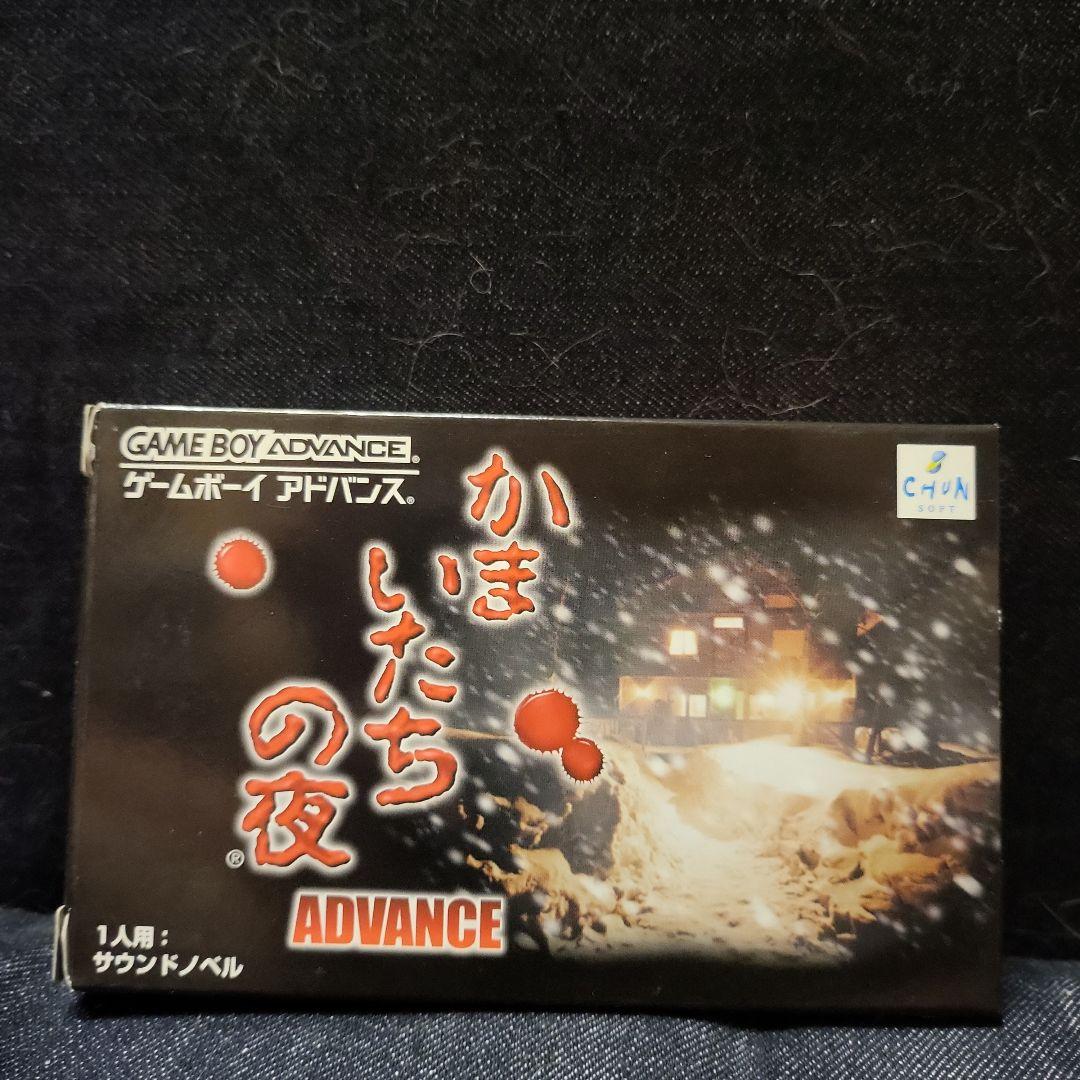 GAME BOY ADVANCE®
ゲームボーイ アドバンス®
CHUN
SOFT
かま
いたち
の夜®
ADVANCE
1人用：
サウンドノベル